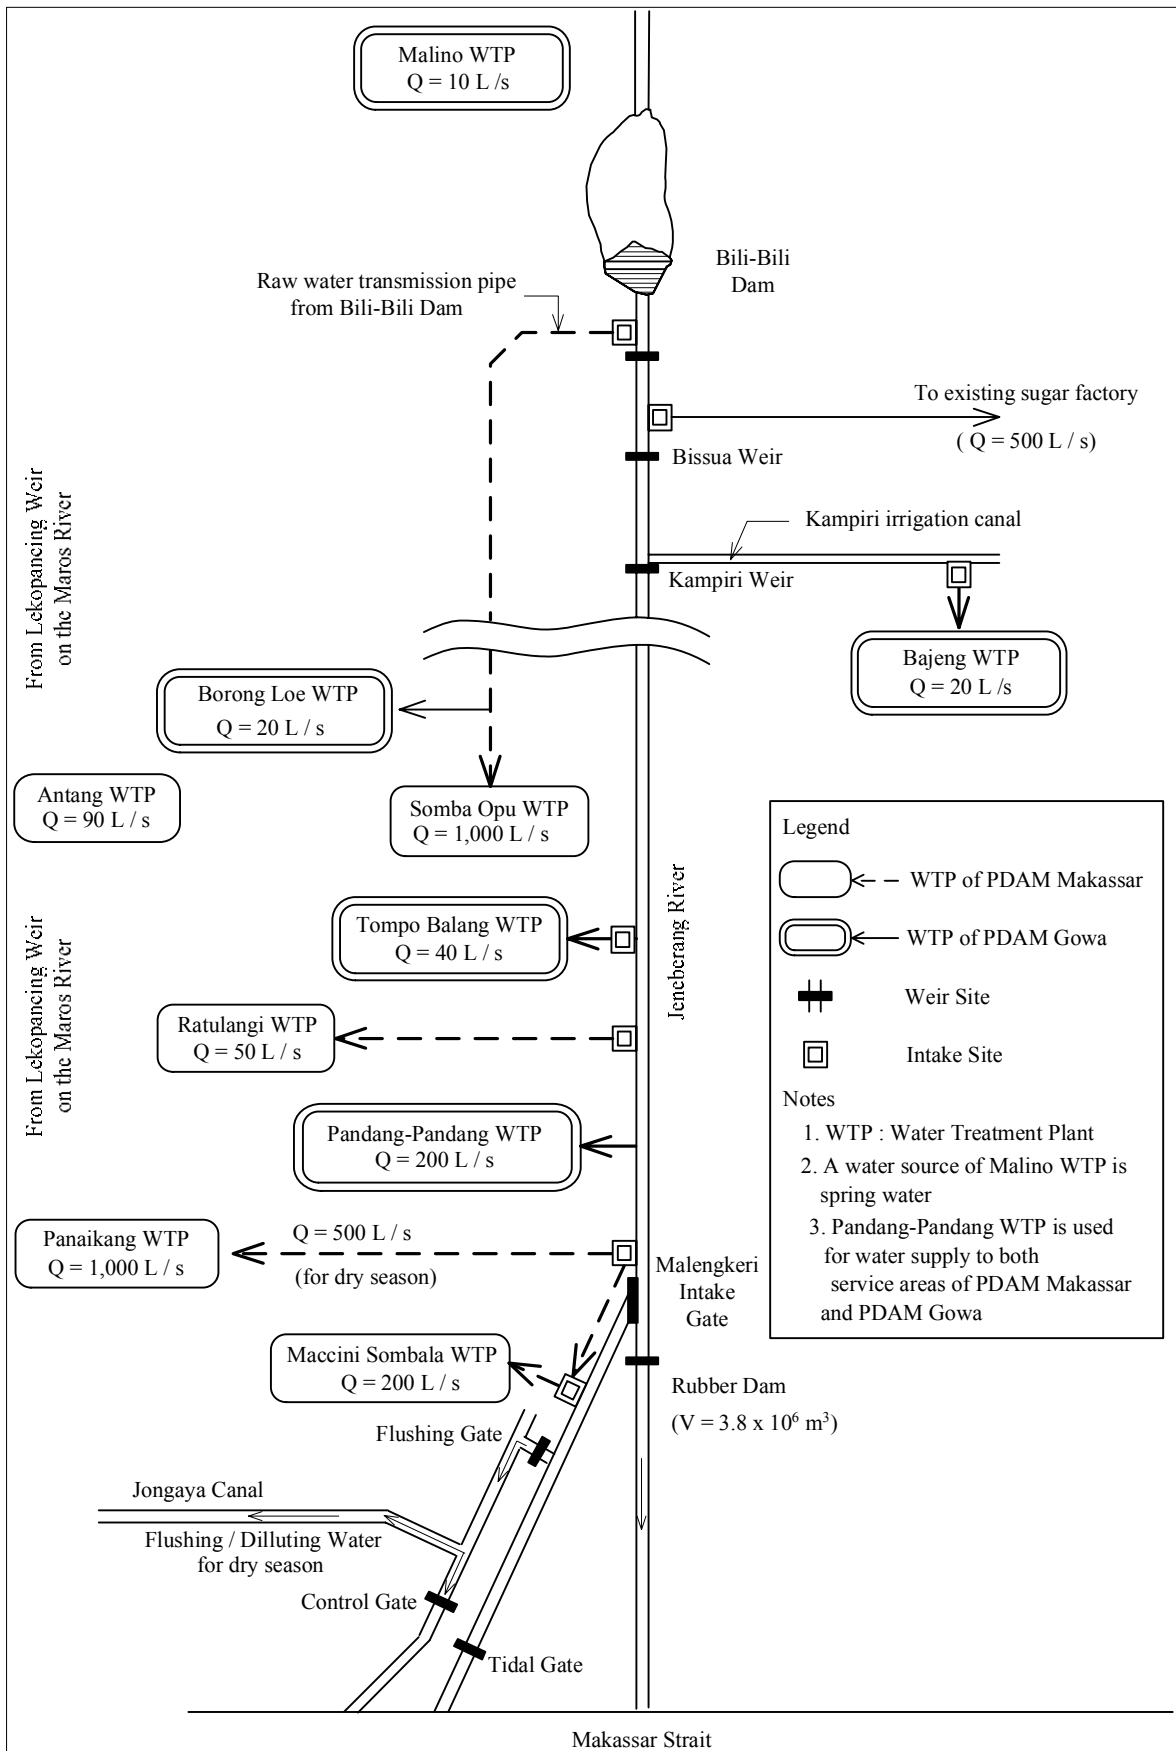 Malino WTP
Q = 10 L /s
Bili-Bili
Dam
Raw water transmission pipe
from Bili-Bili Dam
To existing sugar factory
( Q = 500 L / s)
Bissua Weir
From Lekopancing Weir
on the Maros River
Kampiri irrigation canal
Kampiri Weir
Bajeng WTP
Q = 20 L /s
Borong Loe WTP
Q = 20 L / s
Antang WTP
Q = 90 L / s
Somba Opu WTP
Q = 1,000 L / s
Legend
WTP of PDAM Makassar
WTP of PDAM Gowa
Weir Site
Intake Site
Notes
1. WTP : Water Treatment Plant
2. A water source of Malino WTP is
spring water
3. Pandang-Pandang WTP is used
for water supply to both
service areas of PDAM Makassar
and PDAM Gowa
Jeneberang River
From Lekopancing Weir
on the Maros River
Tompo Balang WTP
Q = 40 L / s
Ratulangi WTP
Q = 50 L / s
Pandang-Pandang WTP
Q = 200 L / s
Panaikang WTP
Q = 1,000 L / s
Q = 500 L / s
(for dry season)
Malengkeri
Intake
Gate
Maccini Sombala WTP
Q = 200 L / s
Rubber Dam
(V = 3.8 x 10⁶ m³)
Flushing Gate
Jongaya Canal
Flushing / Dilluting Water
for dry season
Control Gate
Tidal Gate
Makassar Strait